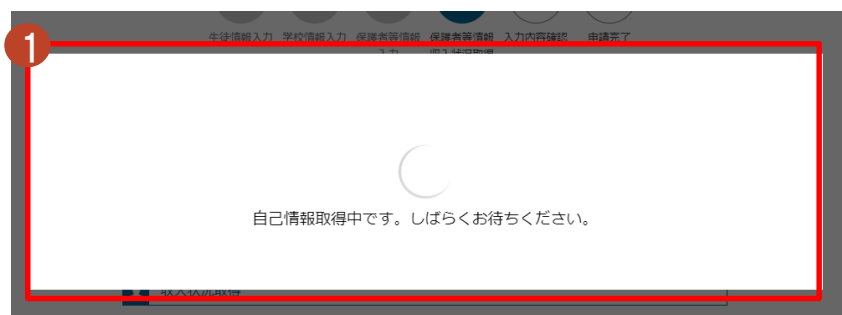 生徒情報入力 学校情報入力 保護者等情報 保護者等情報 入力内容確認 申請完了
入力 収入状況取得
1
自己情報取得中です。しばらくお待ちください。
収入状況取得